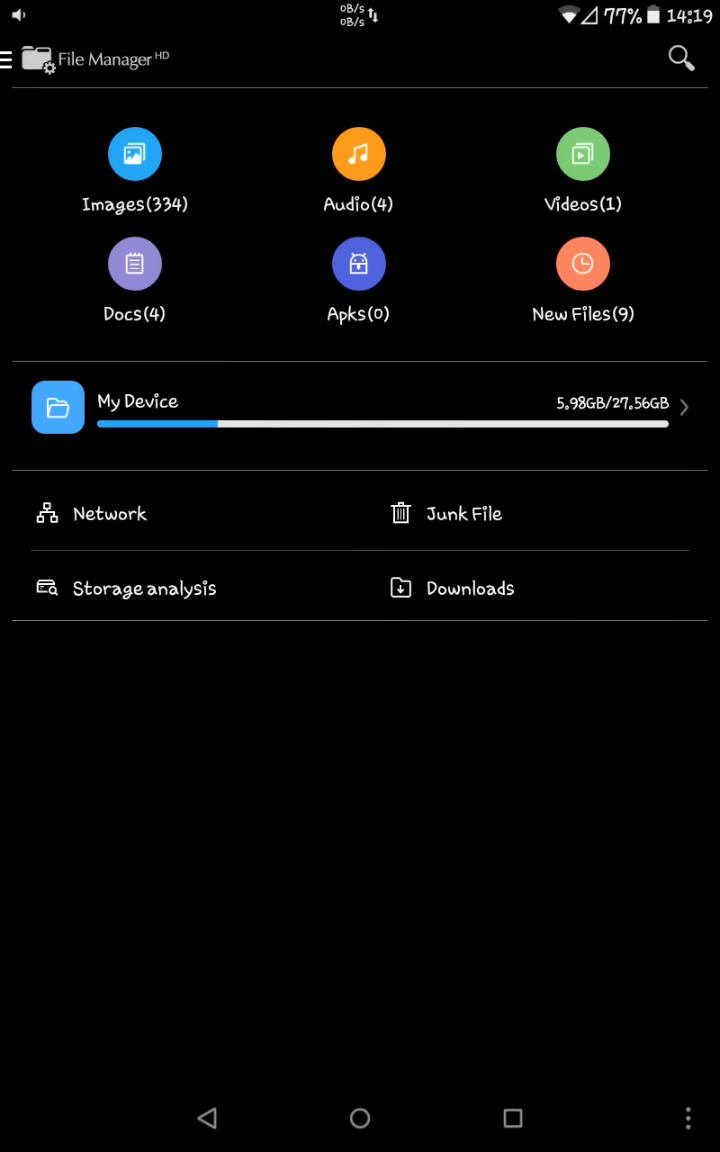 0B/s
0B/s
77% 14:19
File Manager HD
Images(334) Audio(4) Videos(1)
Docs(4) Apks(0) New Files(9)
My Device 5.98GB/27.56GB
Network Junk File
Storage analysis Downloads